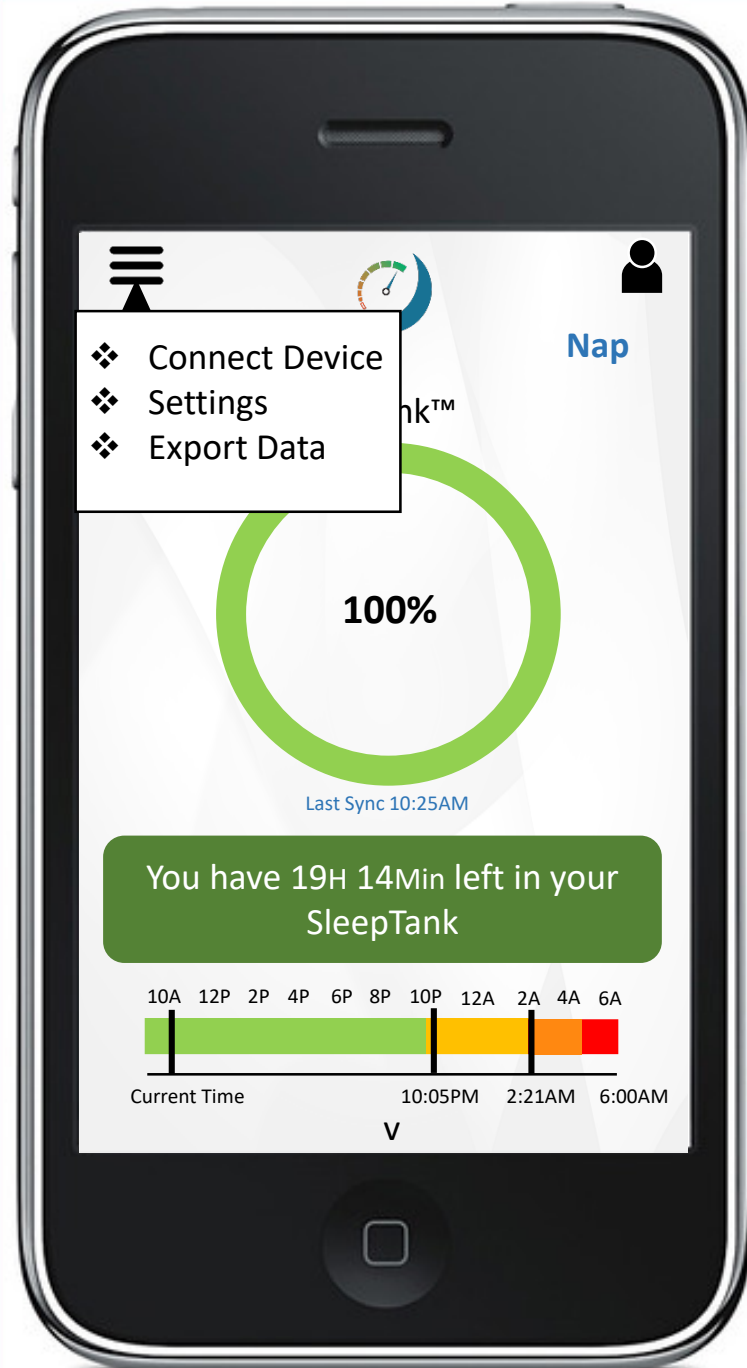 Nap
❖ Connect Device
❖ Settings
❖ Export Data
nk™
100%
Last Sync 10:25AM
You have 19H 14Min left in your
SleepTank
10A 12P 2P 4P 6P 8P 10P 12A 2A 4A 6A
Current Time 10:05PM 2:21AM 6:00AM
v